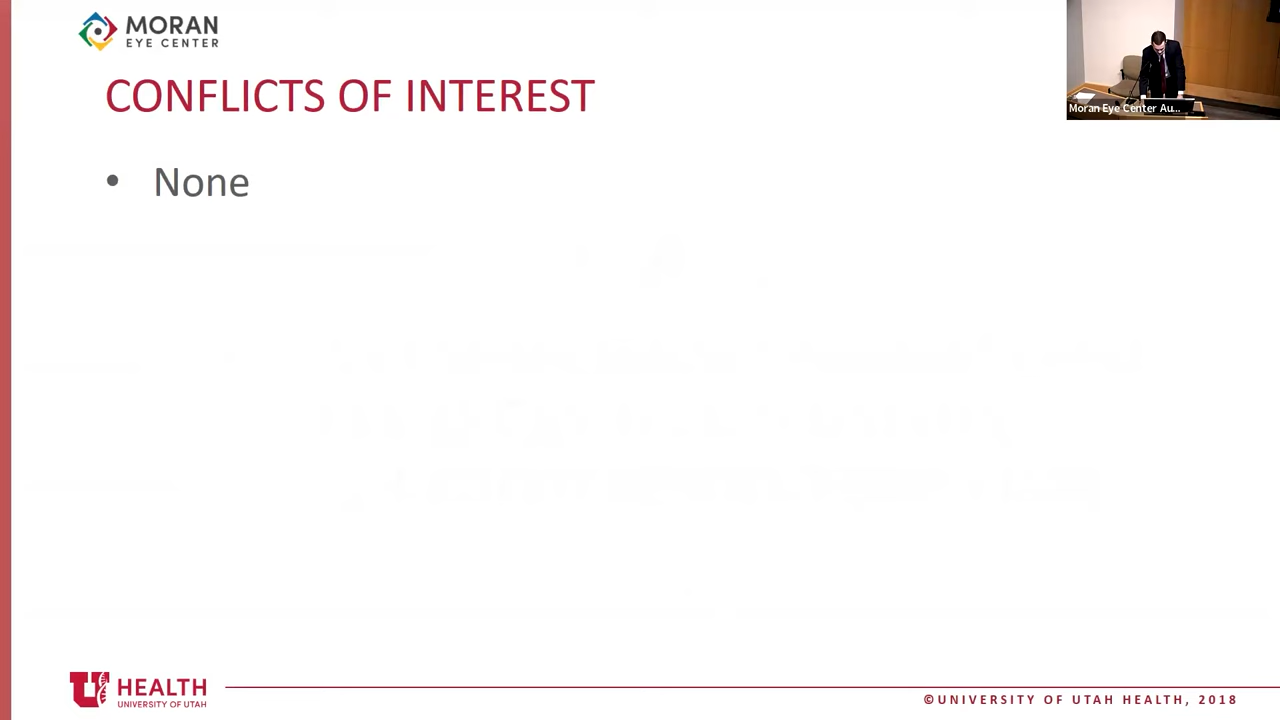 MORAN
EYE CENTER
CONFLICTS OF INTEREST
• None
Moran Eye Center Au...
HEALTH
UNIVERSITY OF UTAH
©UNIVERSITY OF UTAH HEALTH, 2018